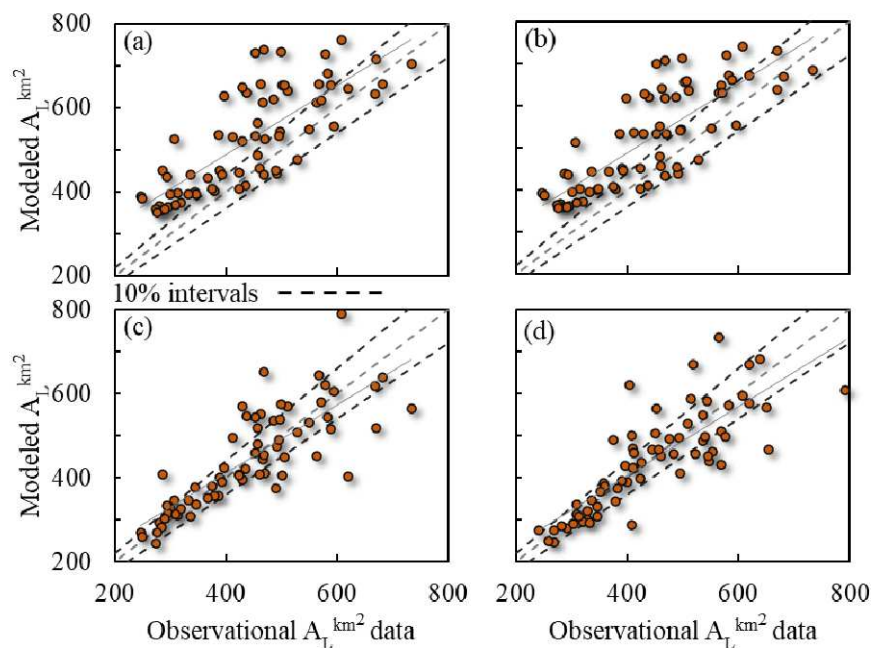 (a)
(b)
800
600
400
200
Modeled A_L^km²
10% intervals
(c)
(d)
800
600
400
200
Modeled A_L^km²
200 400 600 800
200 400 600 800
Observational A_L^km² data
Observational A_L^km² data